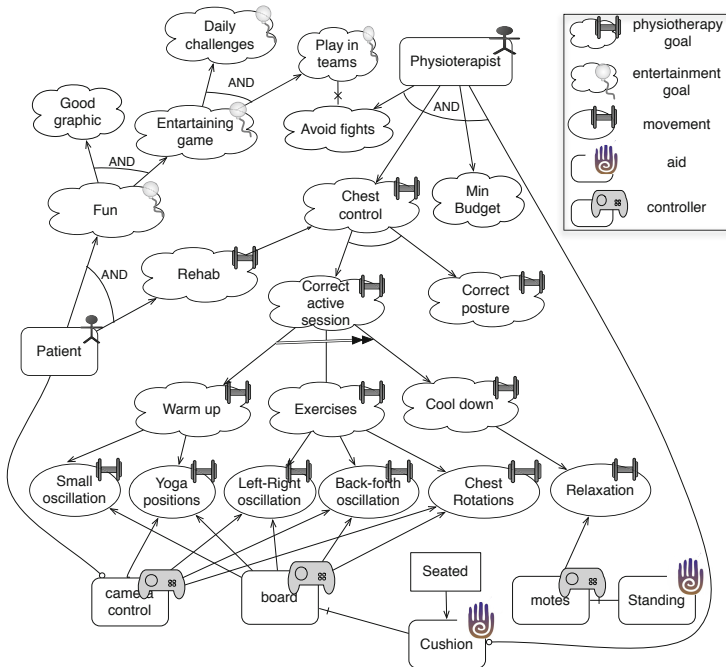 Daily
challenges
Play in
teams
Physioterapist
physiotherapy
goal
entertainment
goal
movement
aid
controller
AND
AND
Good
graphic
Entartaining
game
Avoid fights
AND
Fun
Chest
control
Min
Budget
AND
Rehab
Correct
active
session
Correct
posture
Patient
Warm up
Exercises
Cool down
Small
oscillation
Yoga
positions
Left-Right
oscillation
Back-forth
oscillation
Chest
Rotations
Relaxation
camera
control
board
Seated
Cushion
motes
Standing